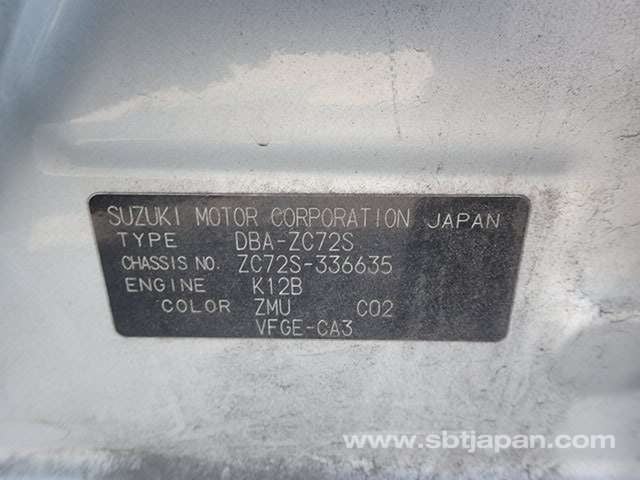 SUZUKI MOTOR CORPORATION JAPAN
TYPE DBA-ZC72S
CHASSIS NO. ZC72S-336635
ENGINE K12B
COLOR ZMU C02
VFGE-CA3
www.sbtjapan.com